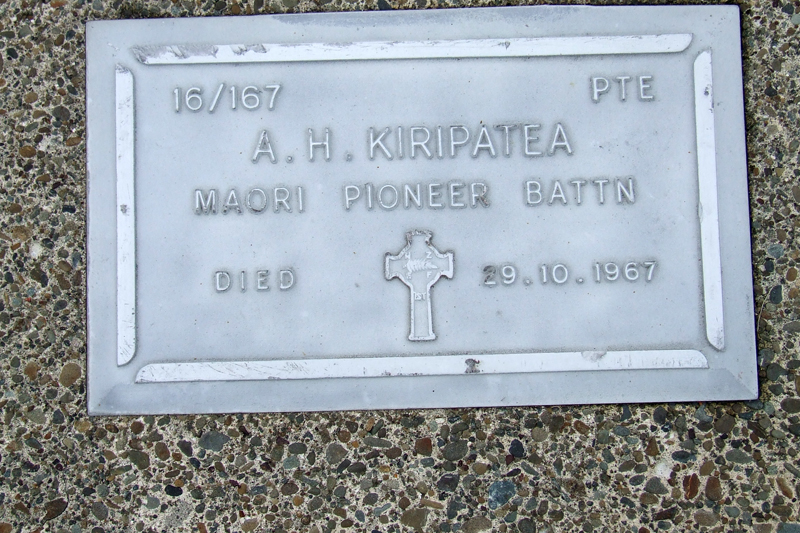 16/167 PTE
A. H. KIRIPATEA
MAORI PIONEER BATTN
DIED 29.10.1967